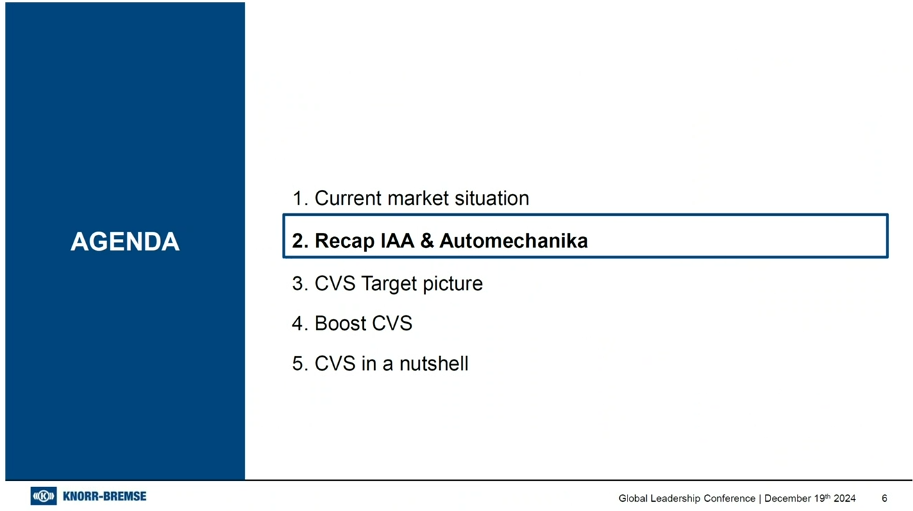 AGENDA
1. Current market situation
2. Recap IAA & Automechanika
3. CVS Target picture
4. Boost CVS
5. CVS in a nutshell
K KNORR-BREMSE
Global Leadership Conference | December 19th 2024 6